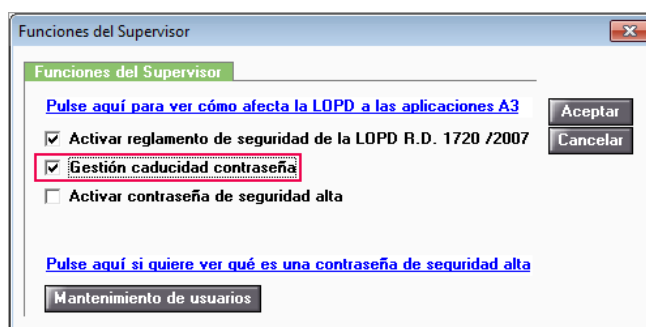 Funciones del Supervisor
Funciones del Supervisor
Pulse aquí para ver cómo afecta la LOPD a las aplicaciones A3
Aceptar
Activar reglamento de seguridad de la LOPD R.D. 1720 /2007
Cancelar
Gestión caducidad contraseña
Activar contraseña de seguridad alta
Pulse aquí si quiere ver qué es una contraseña de seguridad alta
Mantenimiento de usuarios